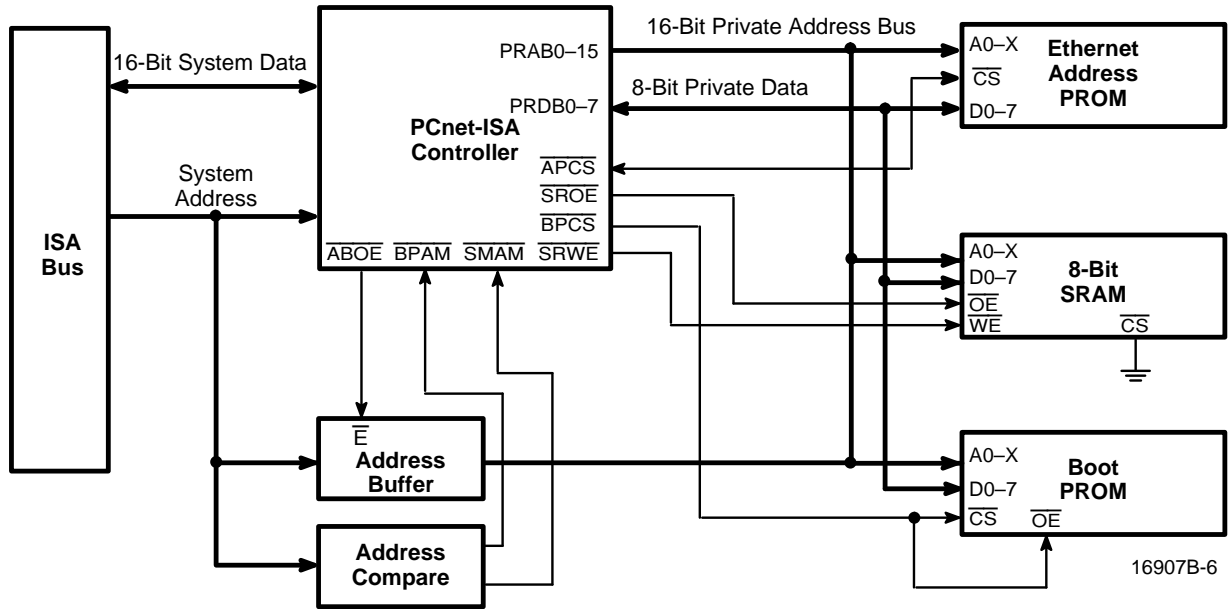 ISA
Bus
16-Bit System Data
System
Address
PCnet-ISA
Controller
PRAB0–15
PRDB0–7
APCS
SROE
BPCS
ABOE BPAM SMAM SRWE
16-Bit Private Address Bus
8-Bit Private Data
A0–X
CS
D0–7
Ethernet
Address
PROM
A0–X
D0–7
OE
WE
8-Bit
SRAM
CS
E
Address
Buffer
Address
Compare
A0–X
D0–7
CS
Boot
PROM
OE
16907B-6